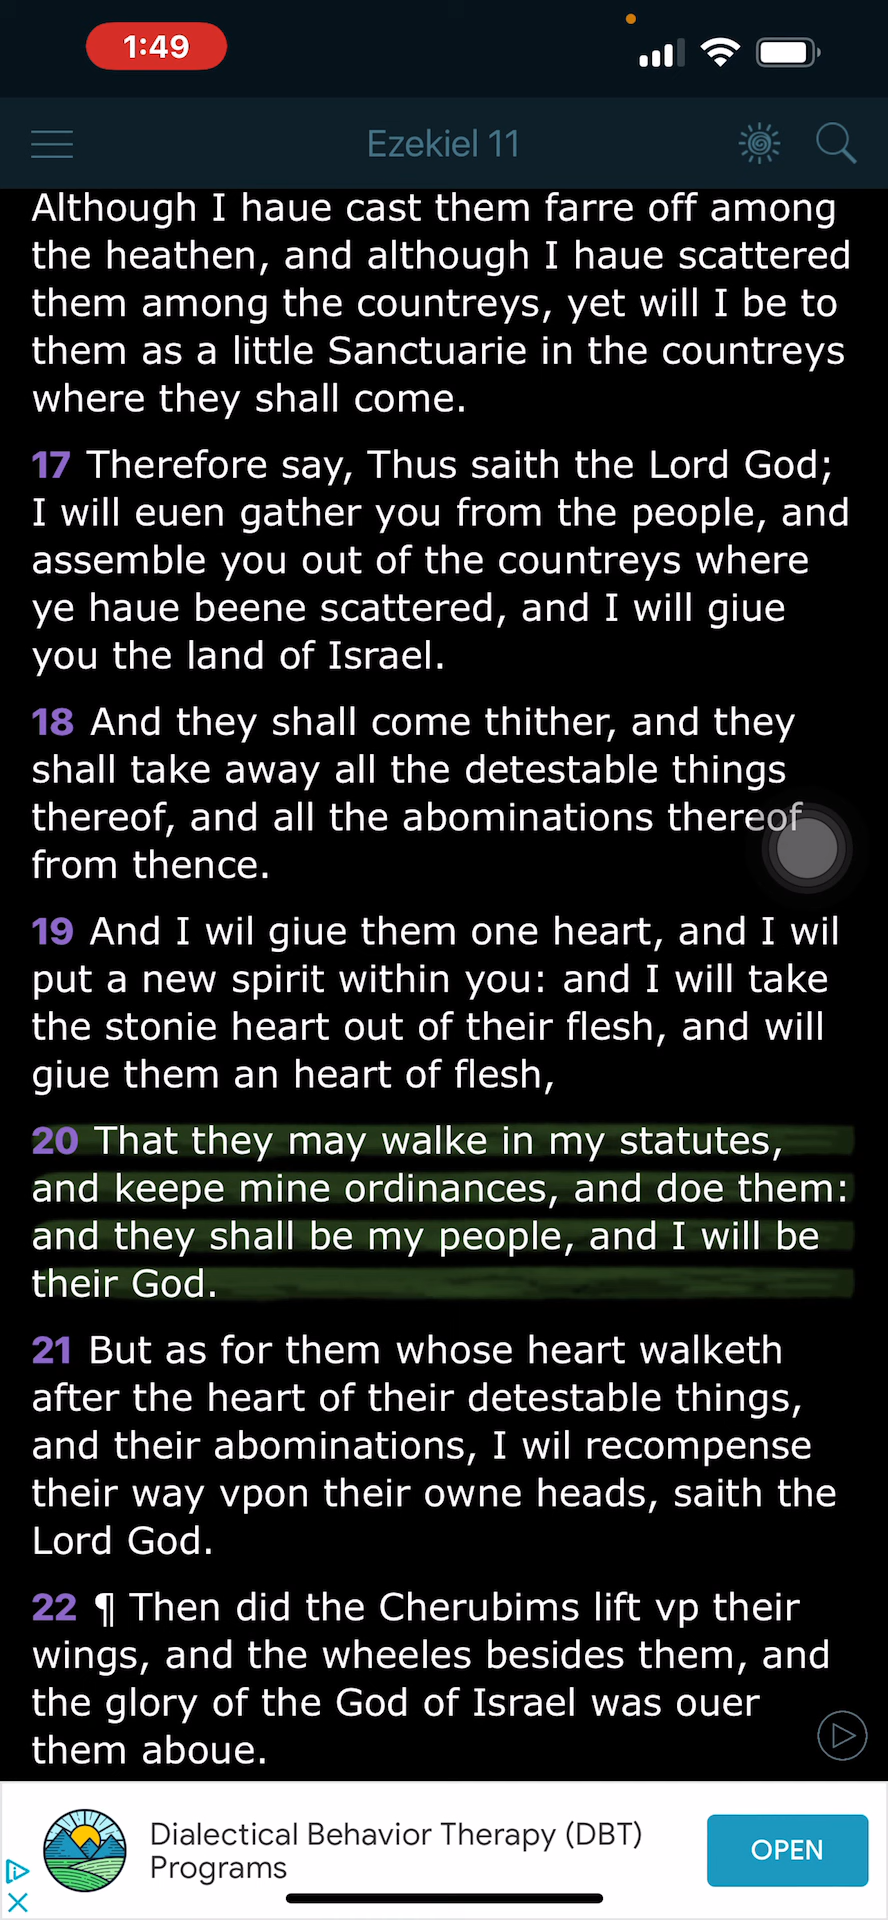 1:49
Ezekiel 11
Although I haue cast them farre off among
the heathen, and although I haue scattered
them among the countreys, yet will I be to
them as a little Sanctuarie in the countreys
where they shall come.
17 Therefore say, Thus saith the Lord God;
I will euen gather you from the people, and
assemble you out of the countreys where
ye haue beene scattered, and I will giue
you the land of Israel.
18 And they shall come thither, and they
shall take away all the detestable things
thereof, and all the abominations thereof
from thence.
19 And I wil giue them one heart, and I wil
put a new spirit within you: and I will take
the stonie heart out of their flesh, and will
giue them an heart of flesh,
20 That they may walke in my statutes,
and keepe mine ordinances, and doe them:
and they shall be my people, and I will be
their God.
21 But as for them whose heart walketh
after the heart of their detestable things,
and their abominations, I wil recompense
their way vpon their owne heads, saith the
Lord God.
22 ¶ Then did the Cherubims lift vp their
wings, and the wheeles besides them, and
the glory of the God of Israel was ouer
them aboue.
Dialectical Behavior Therapy (DBT)
Programs
OPEN